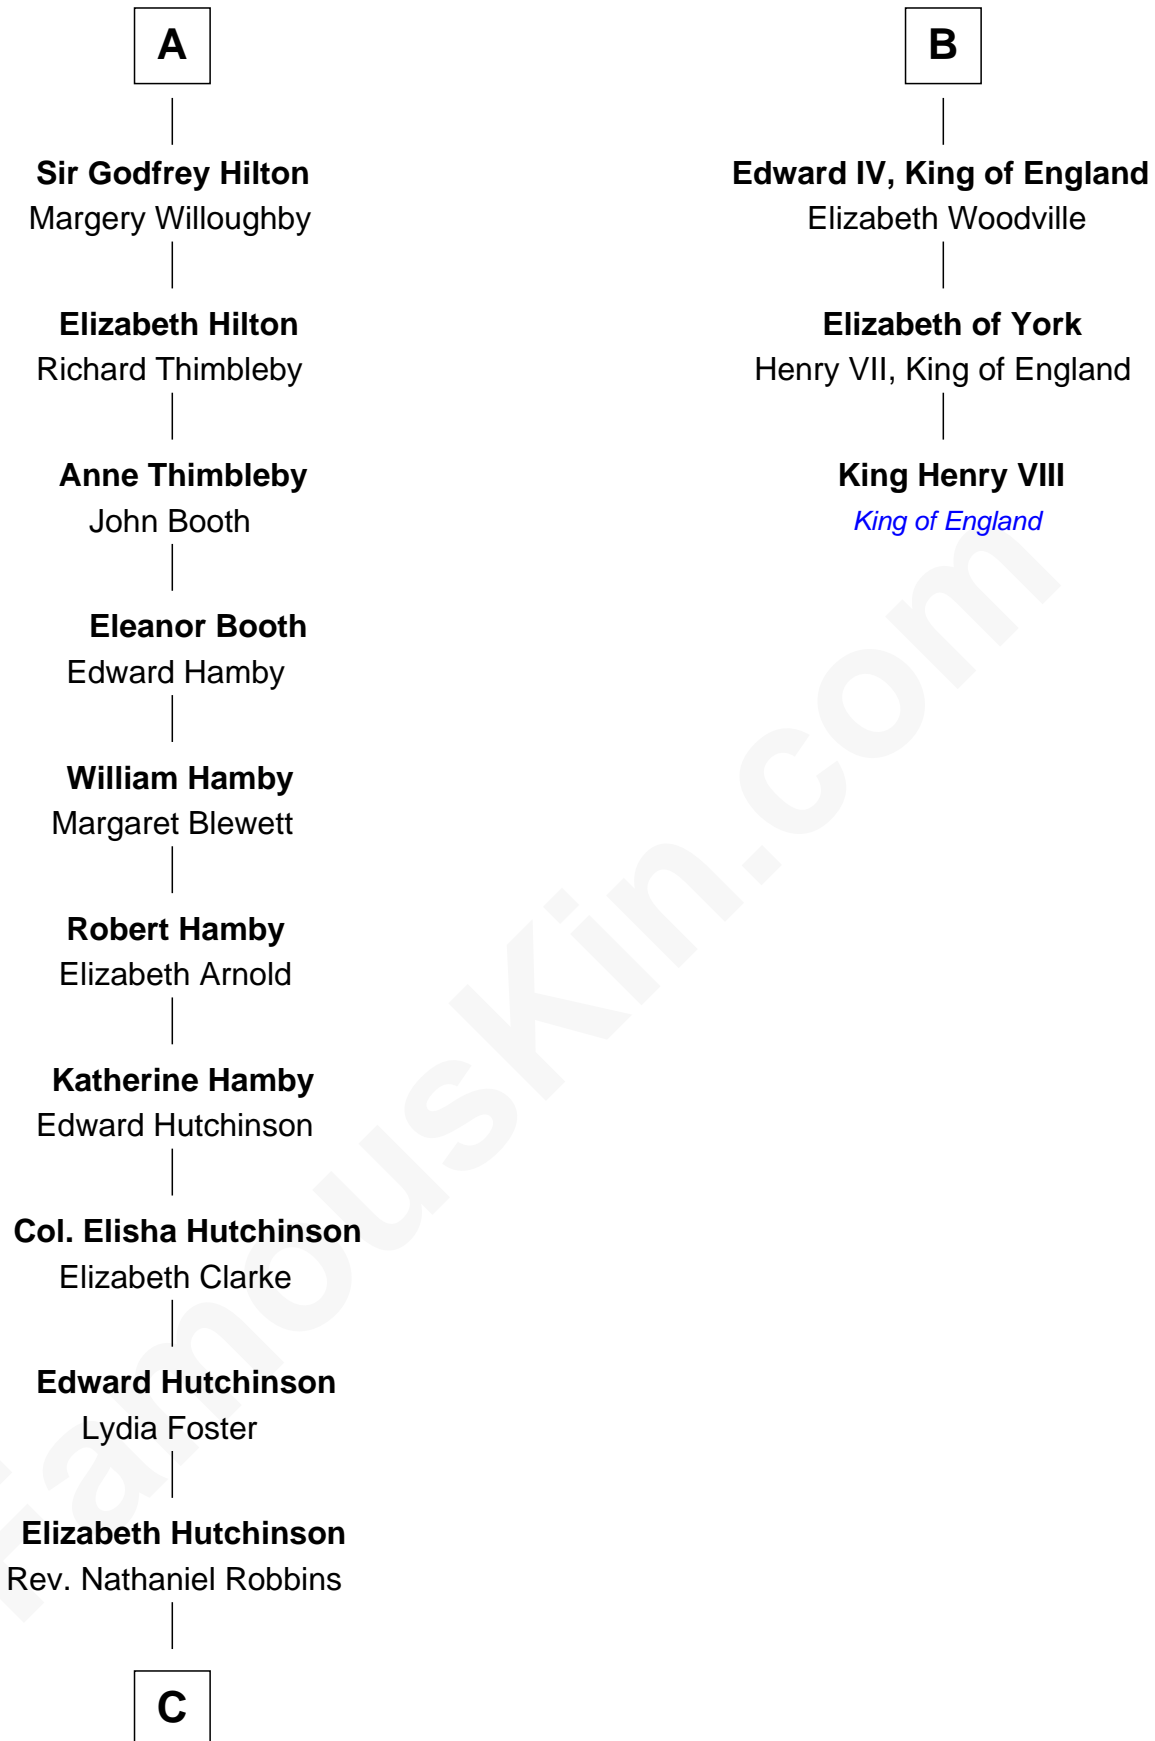 A
Sir Godfrey Hilton
Margery Willoughby
Elizabeth Hilton
Richard Thimbleby
Anne Thimbleby
John Booth
Eleanor Booth
Edward Hamby
William Hamby
Margaret Blewett
Robert Hamby
Elizabeth Arnold
Katherine Hamby
Edward Hutchinson
Col. Elisha Hutchinson
Elizabeth Clarke
Edward Hutchinson
Lydia Foster
Elizabeth Hutchinson
Rev. Nathaniel Robbins
C
B
Edward IV, King of England
Elizabeth Woodville
Elizabeth of York
Henry VII, King of England
King Henry VIII
King of England
FamousKin.com